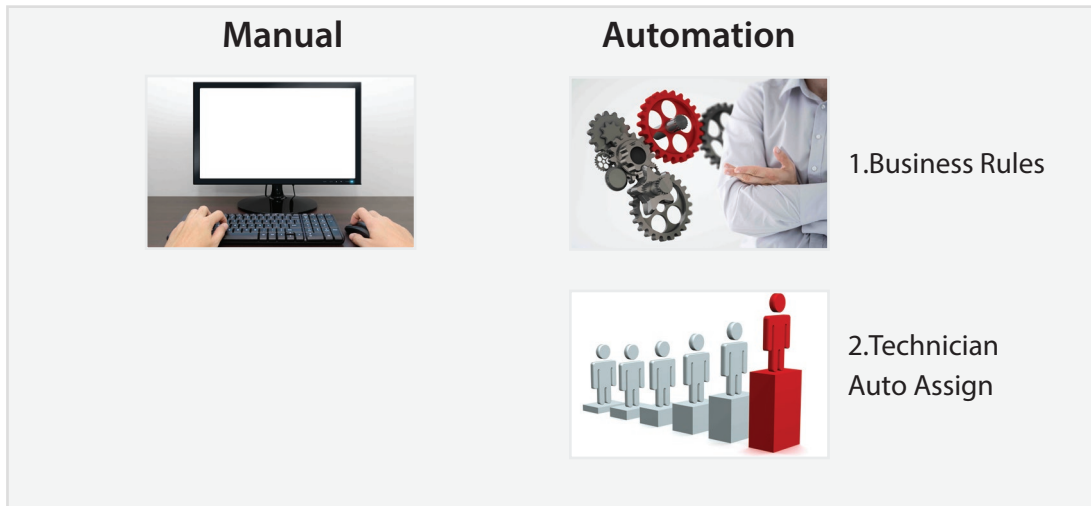 Manual
Automation
1.Business Rules
2.Technician
Auto Assign